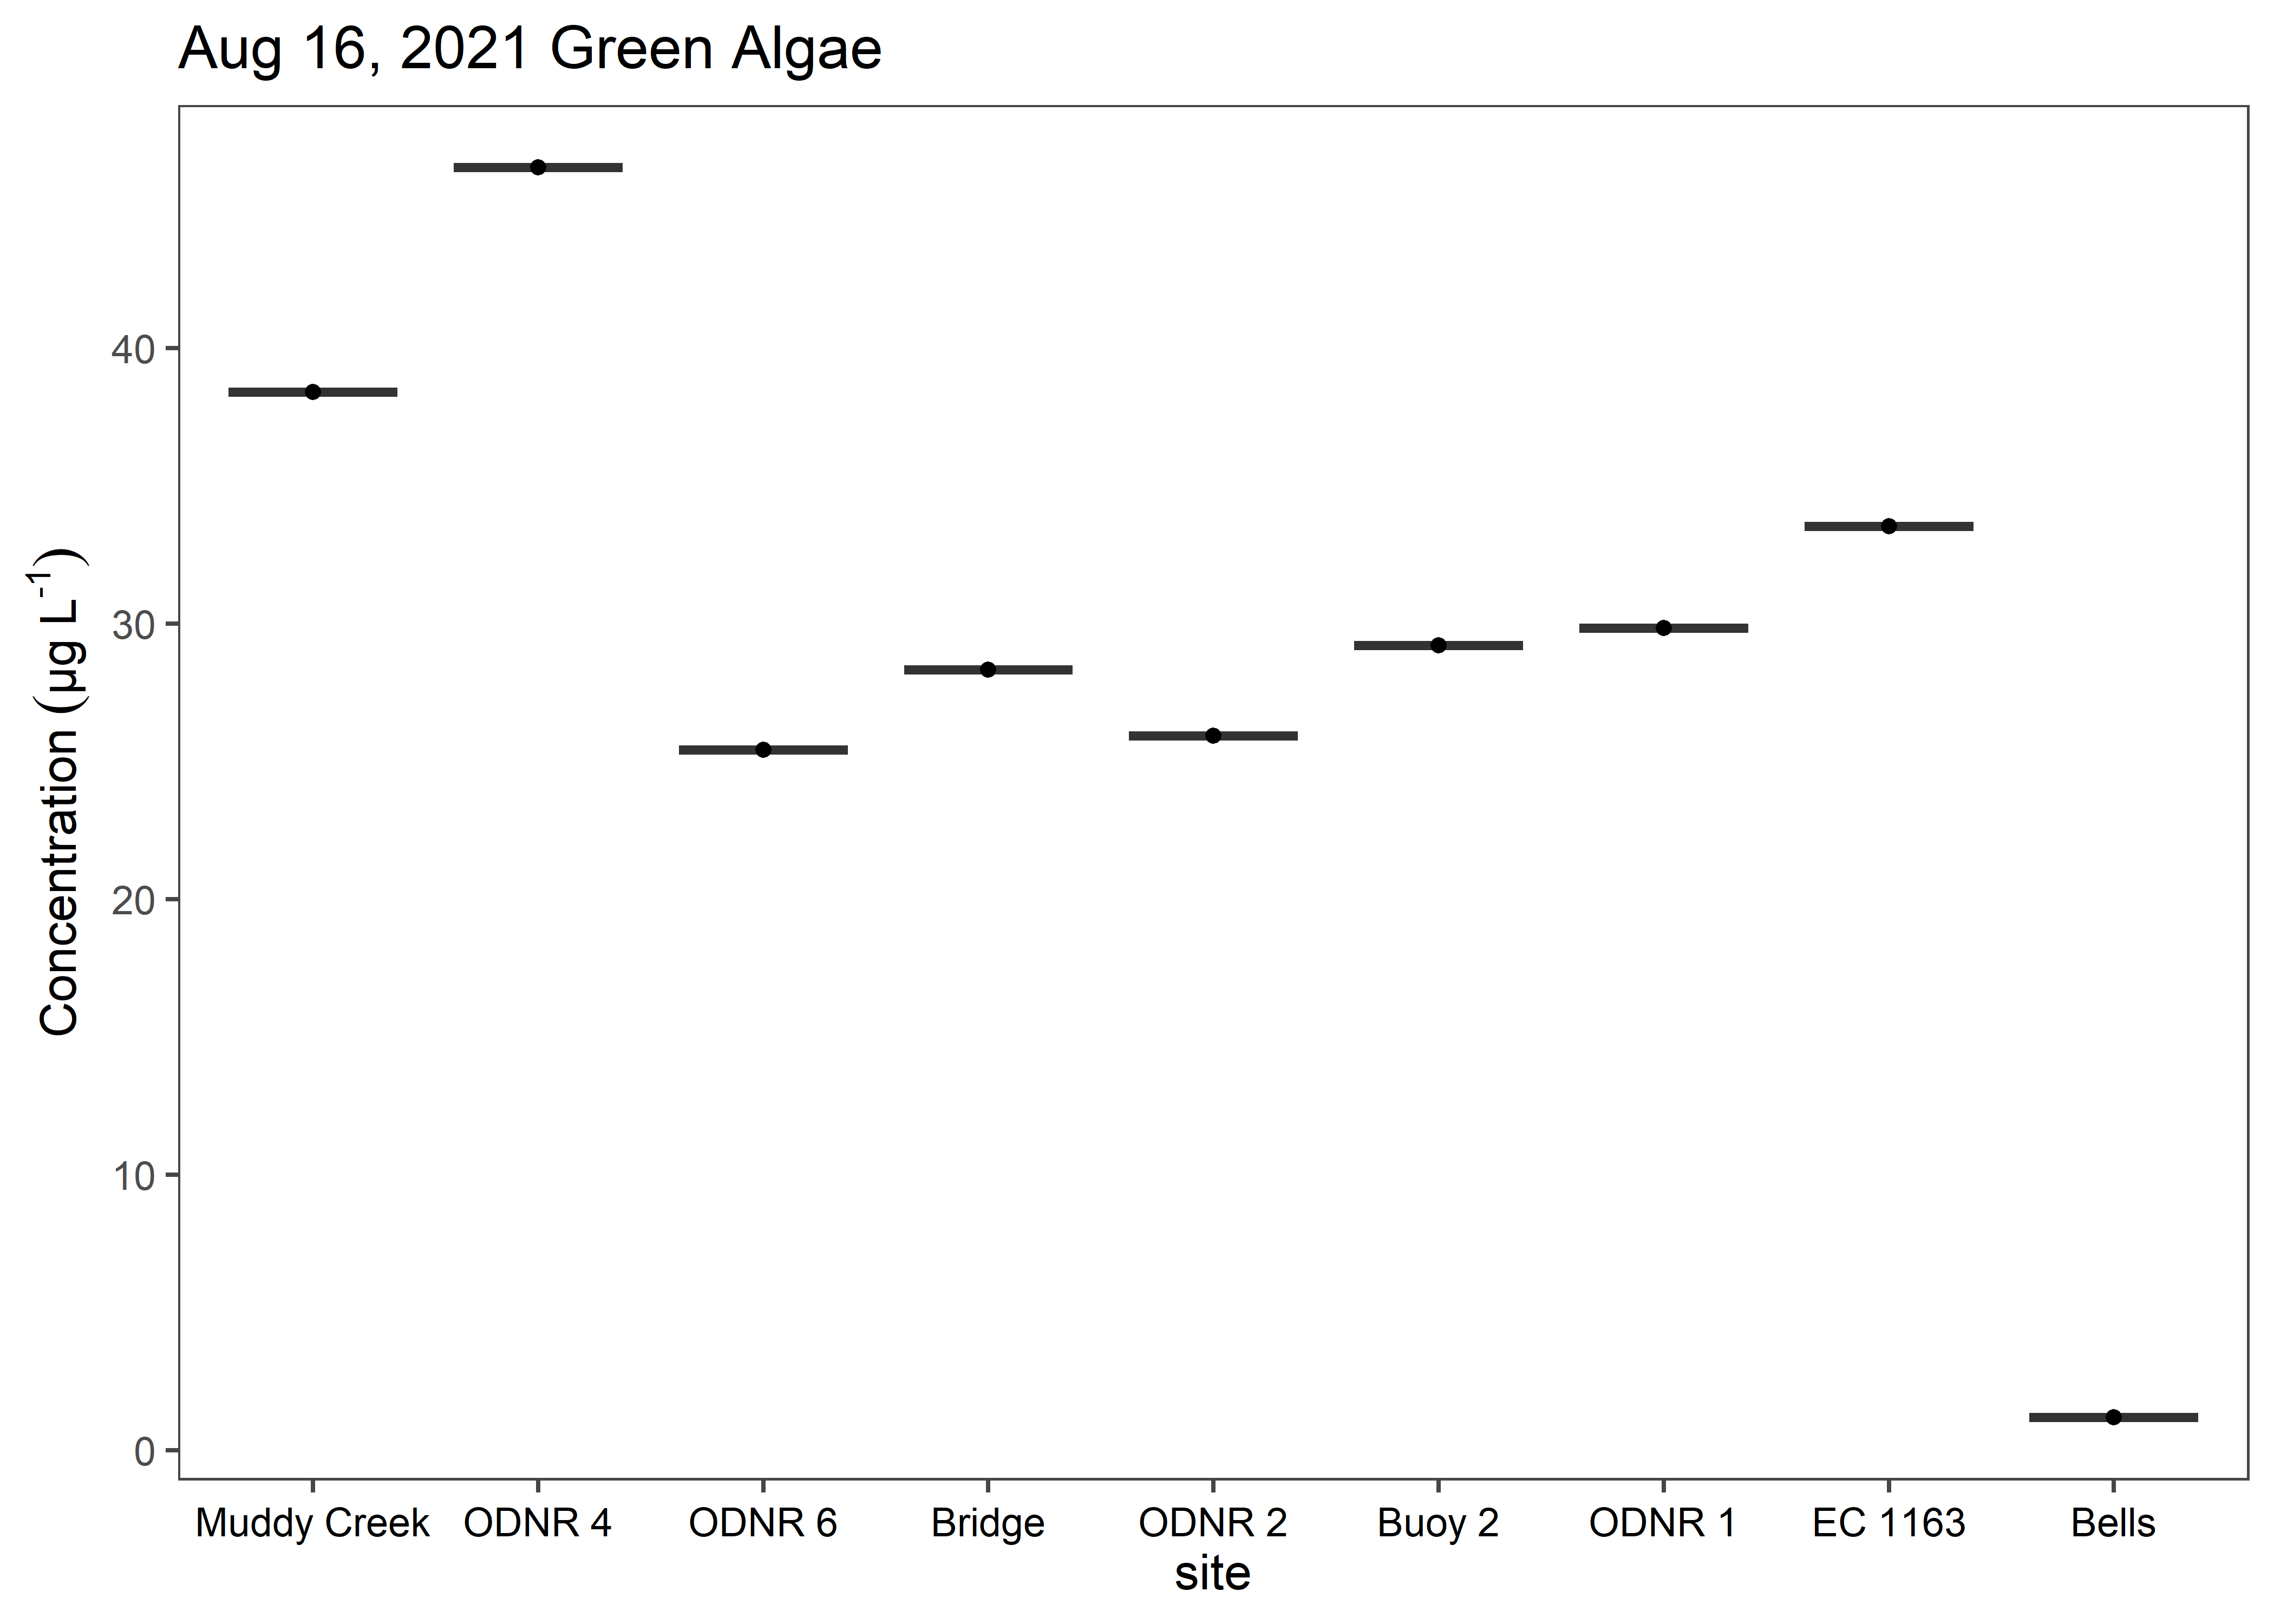 Aug 16, 2021 Green Algae
Concentration (µg L-1)
40
30
20
10
0
Muddy Creek ODNR 4 ODNR 6 Bridge ODNR 2 Buoy 2 ODNR 1 EC 1163 Bells
site